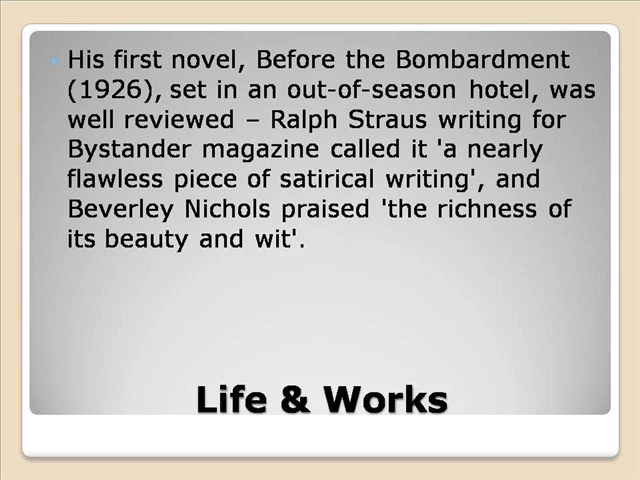 His first novel, Before the Bombardment
(1926), set in an out-of-season hotel, was
well reviewed – Ralph Straus writing for
Bystander magazine called it 'a nearly
flawless piece of satirical writing', and
Beverley Nichols praised 'the richness of
its beauty and wit'.
Life & Works